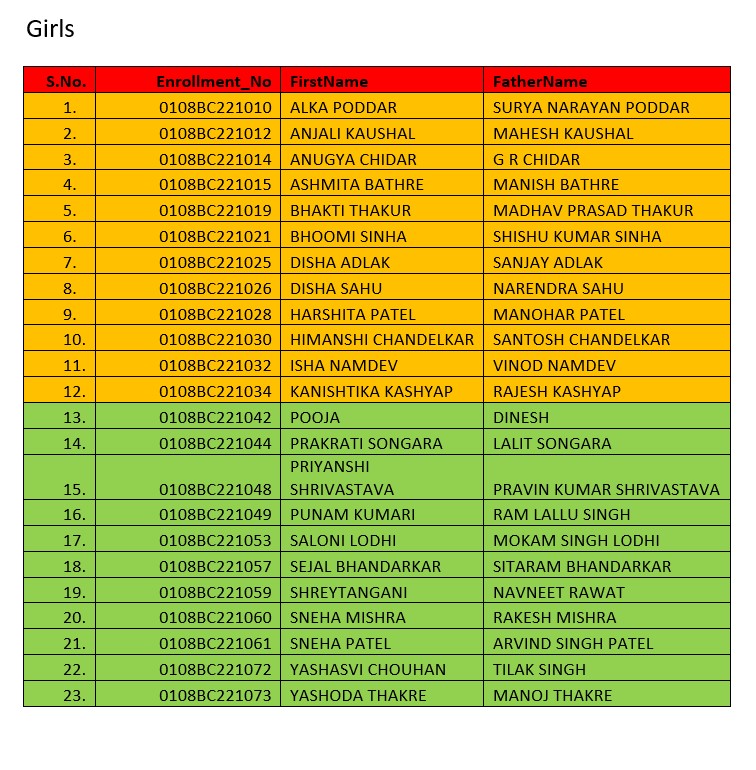 Girls
S.No. Enrollment_No FirstName FatherName
1. 0108BC221010 ALKA PODDAR SURYA NARAYAN PODDAR
2. 0108BC221012 ANJALI KAUSHAL MAHESH KAUSHAL
3. 0108BC221014 ANUGYA CHIDAR G R CHIDAR
4. 0108BC221015 ASHMITA BATHRE MANISH BATHRE
5. 0108BC221019 BHAKTI THAKUR MADHAV PRASAD THAKUR
6. 0108BC221021 BHOOMI SINHA SHISHU KUMAR SINHA
7. 0108BC221025 DISHA ADLAK SANJAY ADLAK
8. 0108BC221026 DISHA SAHU NARENDRA SAHU
9. 0108BC221028 HARSHITA PATEL MANOHAR PATEL
10. 0108BC221030 HIMANSHI CHANDELKAR SANTOSH CHANDELKAR
11. 0108BC221032 ISHA NAMDEV VINOD NAMDEV
12. 0108BC221034 KANISHTIKA KASHYAP RAJESH KASHYAP
13. 0108BC221042 POOJA DINESH
14. 0108BC221044 PRAKRATI SONGARA LALIT SONGARA
PRIYANSHI
15. 0108BC221048 SHRIVASTAVA PRAVIN KUMAR SHRIVASTAVA
16. 0108BC221049 PUNAM KUMARI RAM LALLU SINGH
17. 0108BC221053 SALONI LODHI MOKAM SINGH LODHI
18. 0108BC221057 SEJAL BHANDARKAR SITARAM BHANDARKAR
19. 0108BC221059 SHREYTANGANI NAVNEET RAWAT
20. 0108BC221060 SNEHA MISHRA RAKESH MISHRA
21. 0108BC221061 SNEHA PATEL ARVIND SINGH PATEL
22. 0108BC221072 YASHASVI CHOUHAN TILAK SINGH
23. 0108BC221073 YASHODA THAKRE MANOJ THAKRE